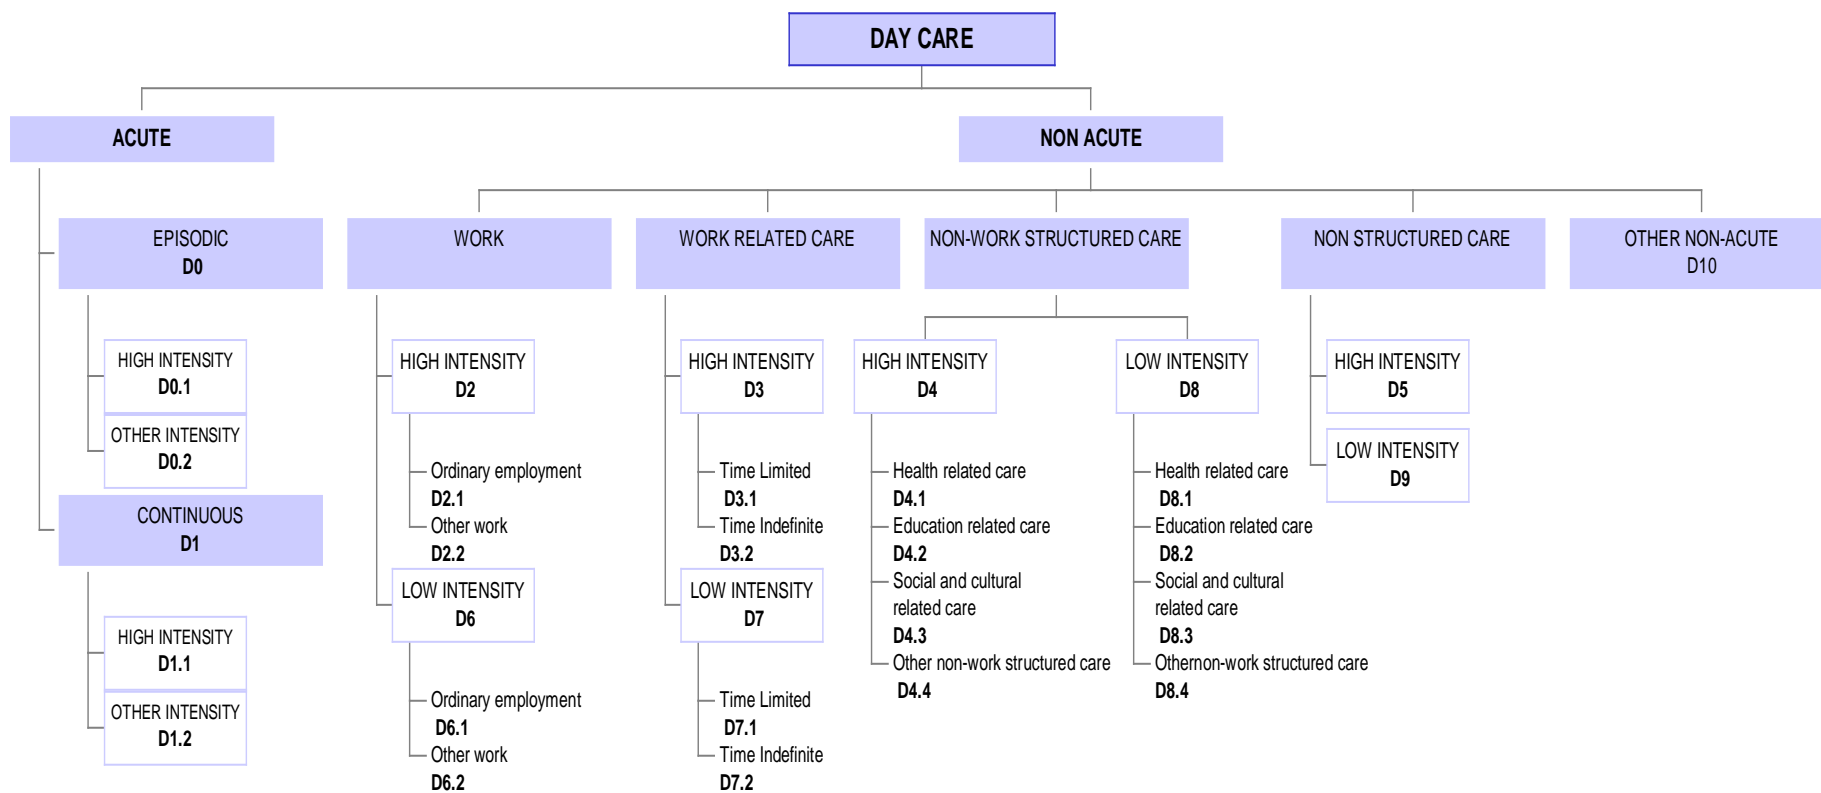 DAY CARE
ACUTE
NON ACUTE
EPISODIC
D0
WORK
WORK RELATED CARE
NON-WORK STRUCTURED CARE
NON STRUCTURED CARE
OTHER NON-ACUTE
D10
HIGH INTENSITY
D0.1
OTHER INTENSITY
D0.2
CONTINUOUS
D1
HIGH INTENSITY
D1.1
OTHER INTENSITY
D1.2
HIGH INTENSITY
D2
Ordinary employment
D2.1
Other work
D2.2
LOW INTENSITY
D6
Ordinary employment
D6.1
Other work
D6.2
HIGH INTENSITY
D3
Time Limited
D3.1
Time Indefinite
D3.2
LOW INTENSITY
D7
Time Limited
D7.1
Time Indefinite
D7.2
HIGH INTENSITY
D4
Health related care
D4.1
Education related care
D4.2
Social and cultural
related care
D4.3
Other non-work structured care
D4.4
LOW INTENSITY
D8
Health related care
D8.1
Education related care
D8.2
Social and cultural
related care
D8.3
Othernon-work structured care
D8.4
HIGH INTENSITY
D5
LOW INTENSITY
D9